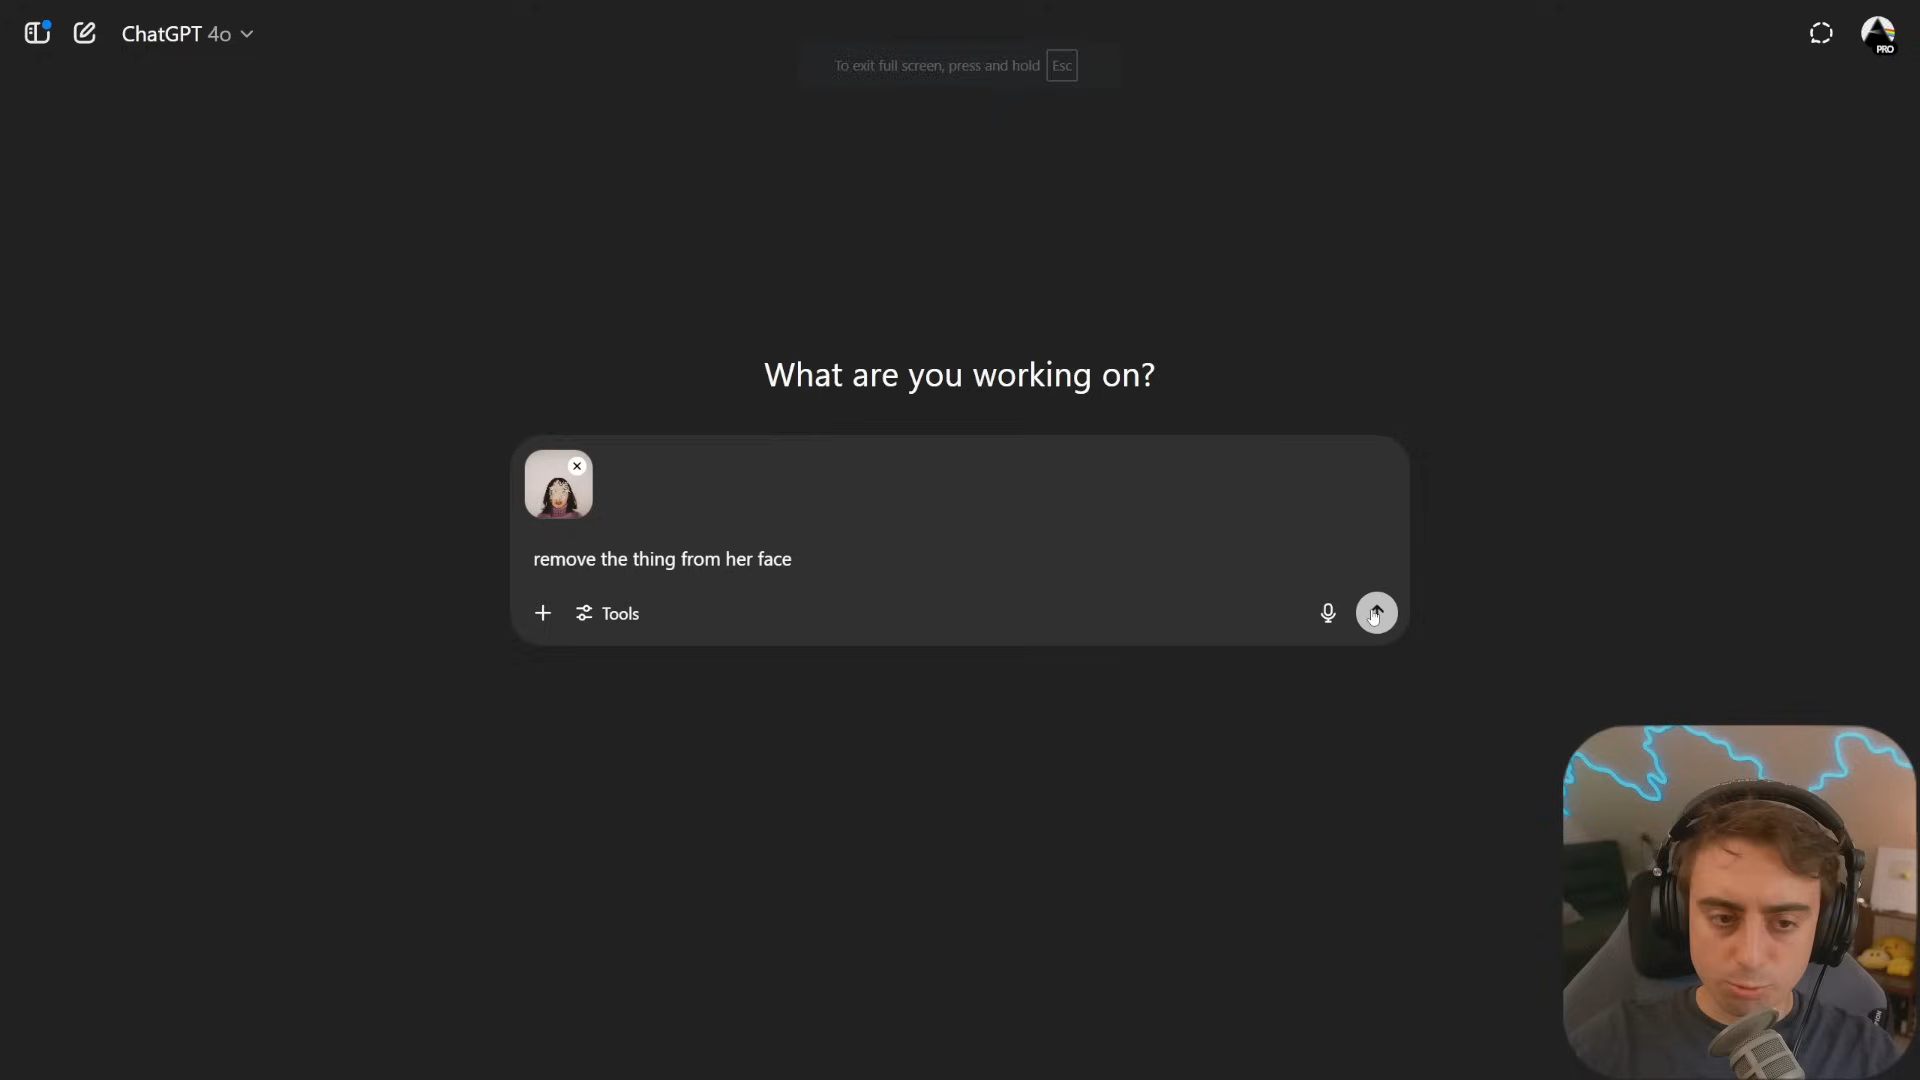 ChatGPT 4o
PRO
To exit full screen, press and hold Esc
What are you working on?
remove the thing from her face
Tools